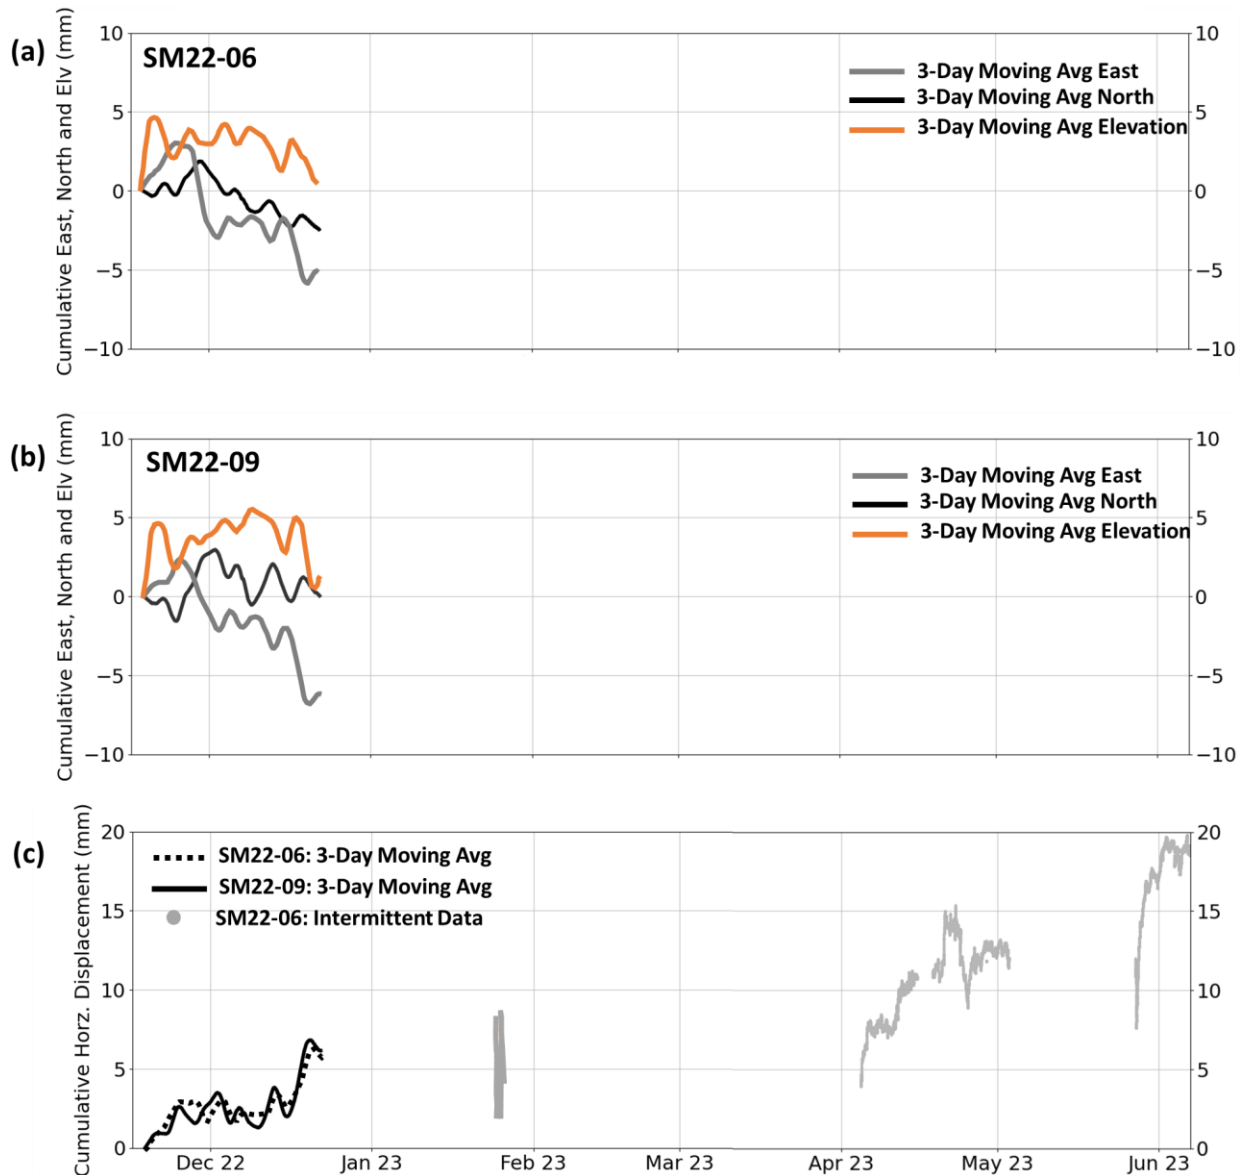 (a)
Cumulative East, North and Elv (mm)
10
5
0
−5
−10
SM22-06
3-Day Moving Avg East
3-Day Moving Avg North
3-Day Moving Avg Elevation
10
5
0
−5
−10
(b)
Cumulative East, North and Elv (mm)
10
5
0
−5
−10
SM22-09
3-Day Moving Avg East
3-Day Moving Avg North
3-Day Moving Avg Elevation
10
5
0
−5
−10
(c)
Cumulative Horz. Displacement (mm)
20
15
10
5
0
SM22-06: 3-Day Moving Avg
SM22-09: 3-Day Moving Avg
SM22-06: Intermittent Data
20
15
10
5
0
Dec 22 Jan 23 Feb 23 Mar 23 Apr 23 May 23 Jun 23